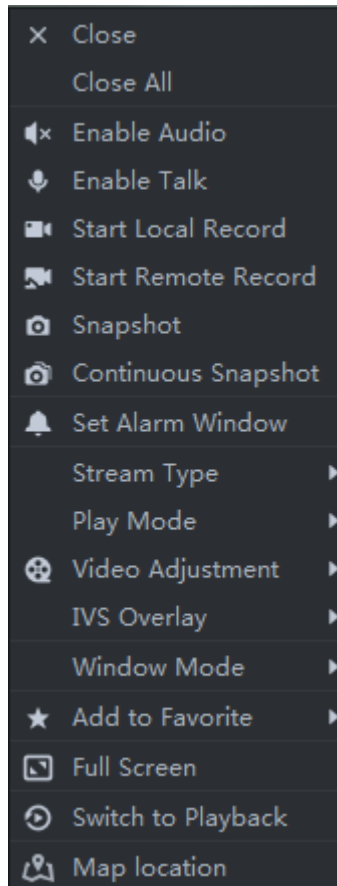 Close
Close All
Enable Audio
Enable Talk
Start Local Record
Start Remote Record
Snapshot
Continuous Snapshot
Set Alarm Window
Stream Type
Play Mode
Video Adjustment
IVS Overlay
Window Mode
Add to Favorite
Full Screen
Switch to Playback
Map location